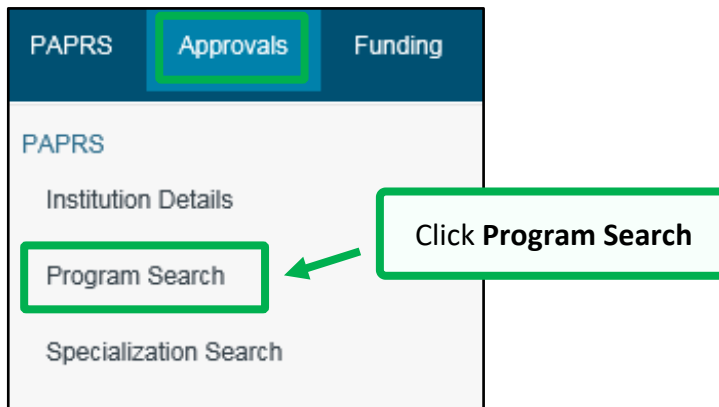 PAPRS Approvals Funding
PAPRS
Institution Details
Click Program Search
Program Search
Specialization Search